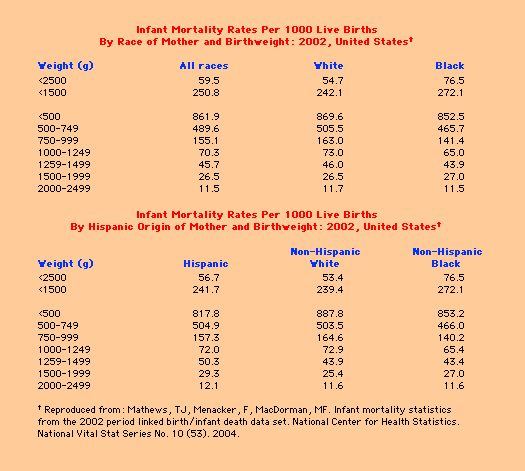 Infant Mortality Rates Per 1000 Live Births
By Race of Mother and Birthweight: 2002, United States†
Weight (g) All races White Black
<2500 59.5 54.7 76.5
<1500 250.8 242.1 272.1
<500 861.9 869.6 852.5
500-749 489.6 505.5 465.7
750-999 155.1 163.0 141.4
1000-1249 70.3 73.0 65.0
1259-1499 45.7 46.0 43.9
1500-1999 26.5 26.5 27.0
2000-2499 11.5 11.7 11.5
Infant Mortality Rates Per 1000 Live Births
By Hispanic Origin of Mother and Birthweight: 2002, United States†
Non-Hispanic Non-Hispanic
Weight (g) Hispanic White Black
<2500 56.7 53.4 76.5
<1500 241.7 239.4 272.1
<500 817.8 887.8 853.2
500-749 504.9 503.5 466.0
750-999 157.3 164.6 140.2
1000-1249 72.0 72.9 65.4
1259-1499 50.3 43.9 43.4
1500-1999 29.3 25.4 27.0
2000-2499 12.1 11.6 11.6
† Reproduced from: Mathews, TJ, Menacker, F, MacDorman, MF. Infant mortality statistics
from the 2002 period linked birth/infant death data set. National Center for Health Statistics.
National Vital Stat Series No. 10 (53). 2004.